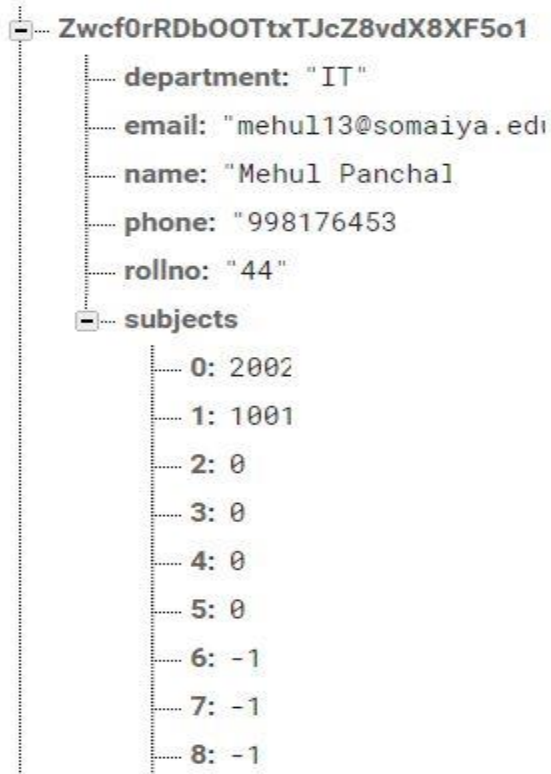 Zwcf0rRDbOOTtxTJcZ8vdX8XF5o1
department: "IT"
email: "mehul13@somaiya.edu
name: "Mehul Panchal
phone: "998176453
rollno: "44"
subjects
0: 2002
1: 1001
2: 0
3: 0
4: 0
5: 0
6: -1
7: -1
8: -1